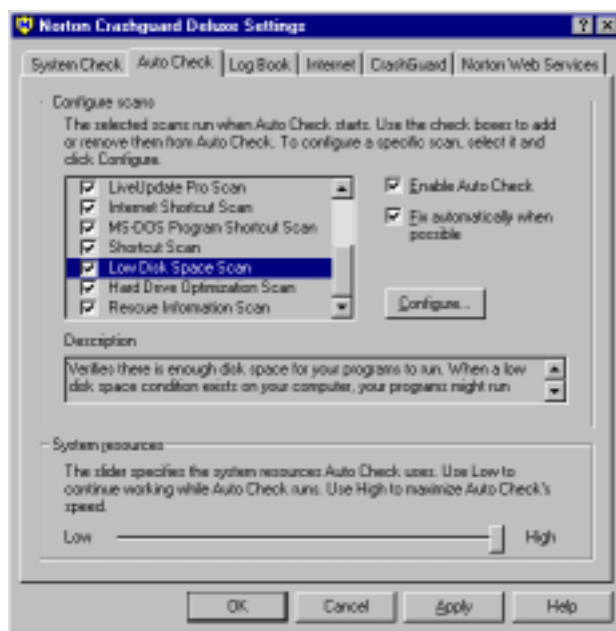 Norton Crashguard Deluxe Settings
System Check Auto Check Log Book Internet CrashGuard Norton Web Services
Configure scans
The selected scans run when Auto Check starts. Use the check boxes to add
or remove them from Auto Check. To configure a specific scan, select it and
click Configure.
LiveUpdate Pro Scan
Internet Shortcut Scan
MS-DOS Program Shortcut Scan
Shortcut Scan
Low Disk Space Scan
Hard Drive Optimization Scan
Rescue Information Scan
Enable Auto Check
Fix automatically when
possible
Configure...
Description
Verifies there is enough disk space for your programs to run. When a low
disk space condition exists on your computer, your programs might run
System resources
The slider specifies the system resources Auto Check uses. Use Low to
continue working while Auto Check runs. Use High to maximize Auto Check's
speed.
Low High
OK Cancel Apply Help